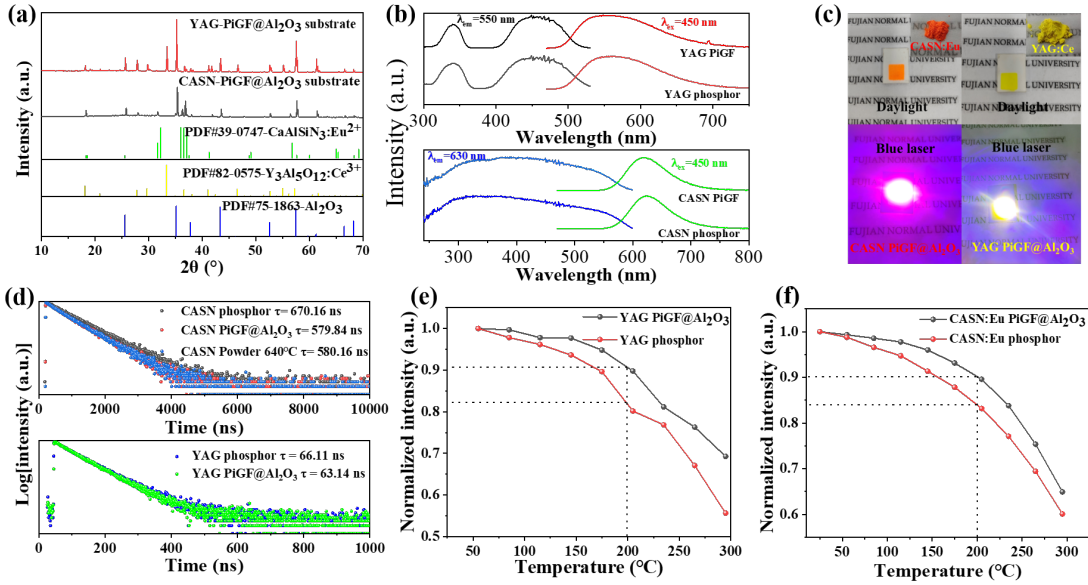 (a)
YAG-PiGF@Al₂O₃ substrate
CASN-PiGF@Al₂O₃ substrate
PDF#39-0747-CaAlSiN₃:Eu²⁺
PDF#82-0575-Y₃Al₅O₁₂:Ce³⁺
PDF#75-1863-Al₂O₃
Intensity (a.u.)
10 20 30 40 50 60 70
2θ (°)
(b)
λem=550 nm
λex=450 nm
YAG PiGF
YAG phosphor
300 400 500 600 700
Wavelength (nm)
Intensity (a.u.)
λem=630 nm
λex=450 nm
CASN PiGF
CASN phosphor
300 400 500 600 700 800
Wavelength (nm)
(c)
FUJIAN NORMAL
FUJIAN NORMAL
CASN:Eu
YAG:Ce
Daylight
Daylight
Blue laser
Blue laser
CASN PiGF@Al₂O₃
YAG PiGF@Al₂O₃
(d)
CASN phosphor τ= 670.16 ns
CASN PiGF@Al₂O₃ τ = 579.84 ns
CASN Powder 640°C τ = 580.16 ns
0 2000 4000 6000 8000 10000
Time (ns)
Log[intensity (a.u.)]
YAG phosphor τ = 66.11 ns
YAG PiGF@Al₂O₃ τ = 63.14 ns
0 200 400 600 800 1000
Time (ns)
(e)
YAG PiGF@Al₂O₃
YAG phosphor
Normalized intensity (a.u.)
1.0
0.9
0.8
0.7
0.6
0.5
50 100 150 200 250 300
Temperature (℃)
(f)
CASN:Eu PiGF@Al₂O₃
CASN:Eu phosphor
Normalized intensity (a.u.)
1.0
0.9
0.8
0.7
0.6
50 100 150 200 250 300
Temperature (℃)